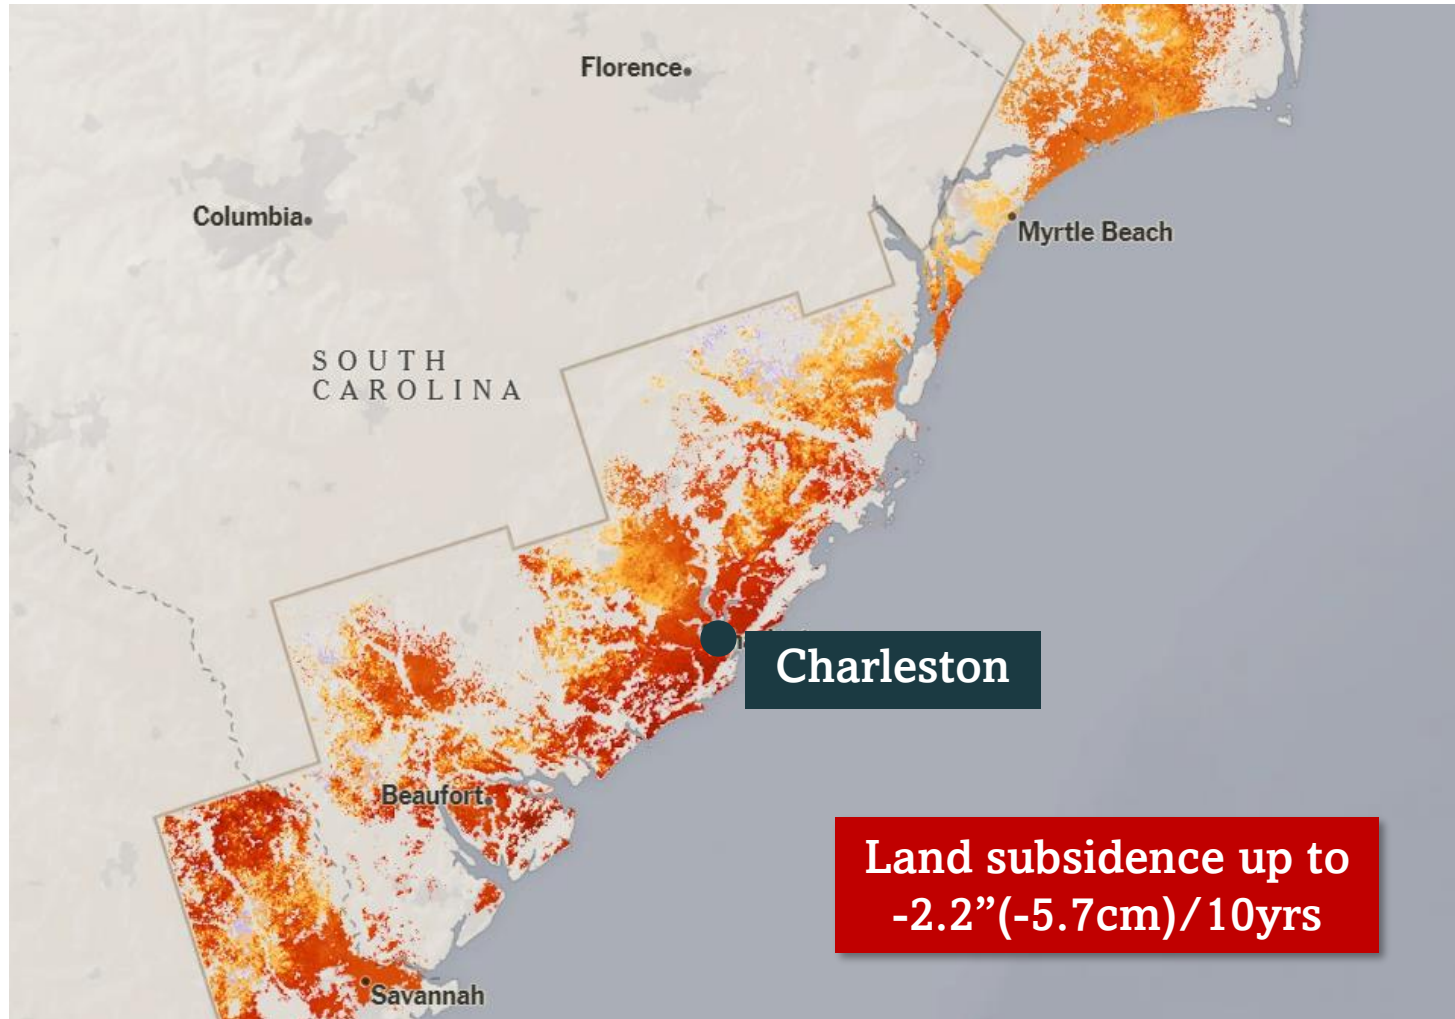 Florence
Columbia
Myrtle Beach
SOUTH
CAROLINA
Charleston
Beaufort
Land subsidence up to
-2.2”(-5.7cm)/10yrs
Savannah